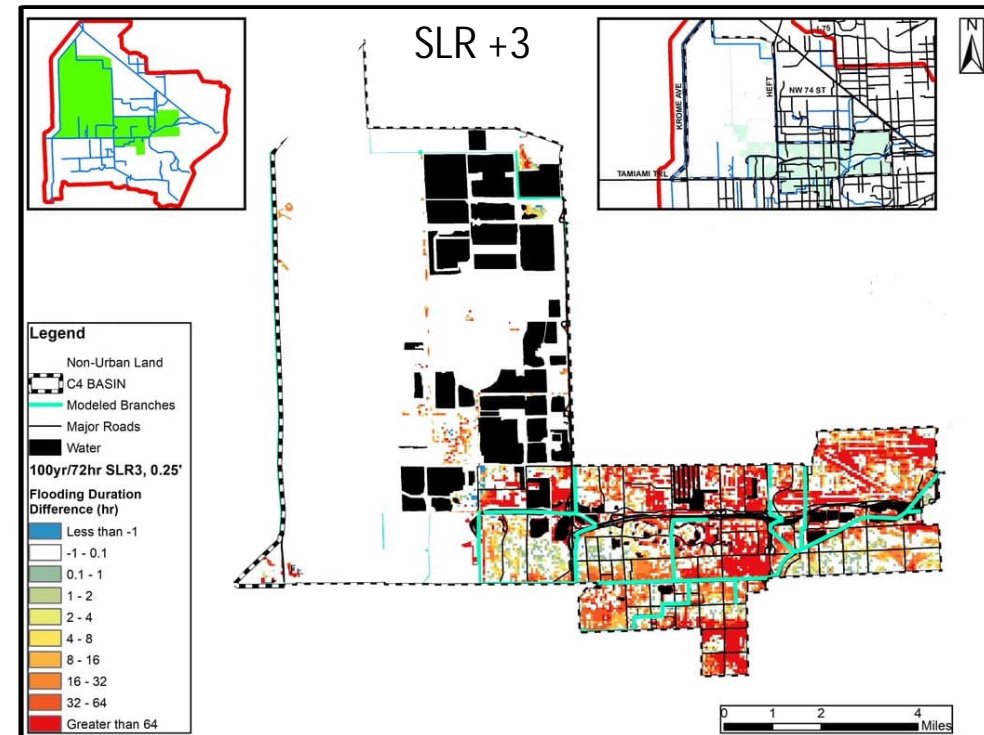 SLR +3
N
I-75
KROME AVE
HEFT
NW 74 ST
TAMIAMI TRL
Legend
Non-Urban Land
C4 BASIN
Modeled Branches
Major Roads
Water
100yr/72hr SLR3, 0.25'
Flooding Duration
Difference (hr)
Less than -1
-1 - 0.1
0.1 - 1
1 - 2
2 - 4
4 - 8
8 - 16
16 - 32
32 - 64
Greater than 64
0 1 2 4
Miles